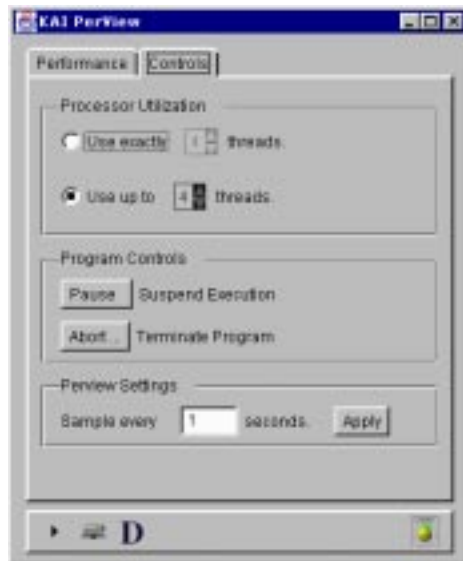 KAI PerView
Performance Controls
Processor Utilization
Use exactly 1 threads.
Use up to 4 threads.
Program Controls
Pause Suspend Execution
Abort... Terminate Program
Perview Settings
Sample every 1 seconds. Apply
D